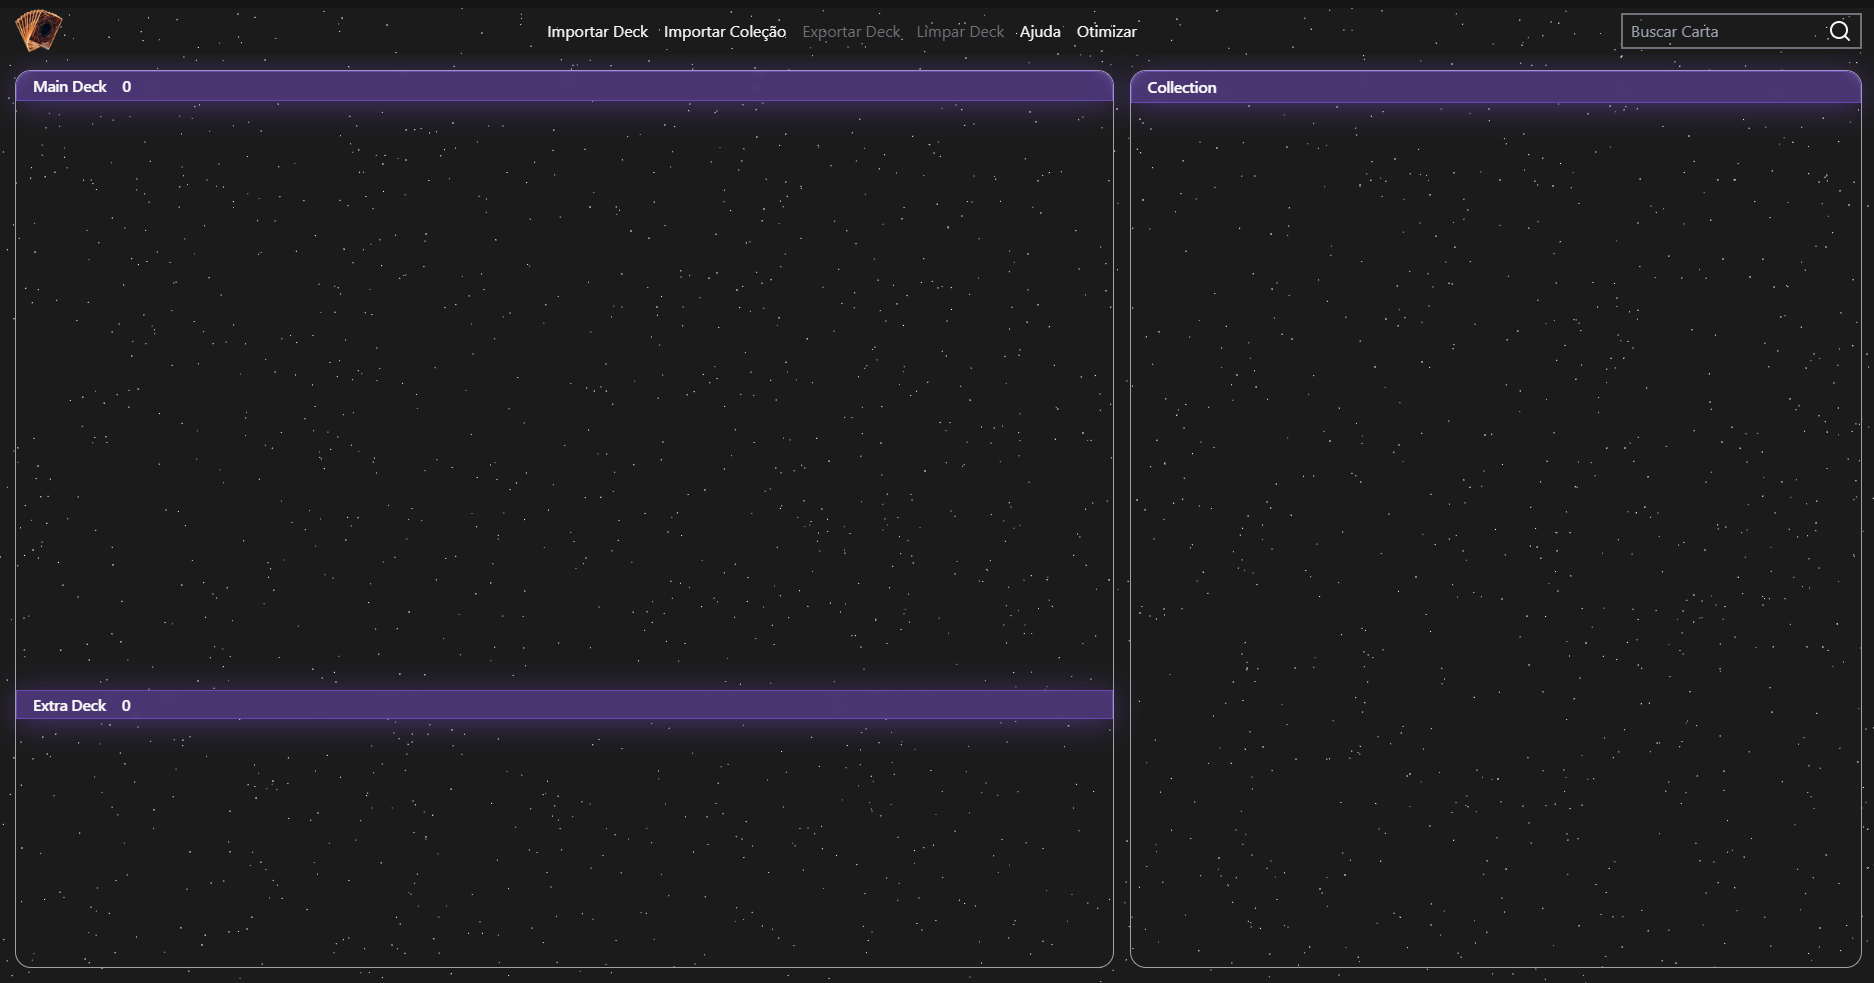 Importar Deck Importar Coleção Exportar Deck Limpar Deck Ajuda Otimizar Buscar Carta
Main Deck 0
Collection
Extra Deck 0